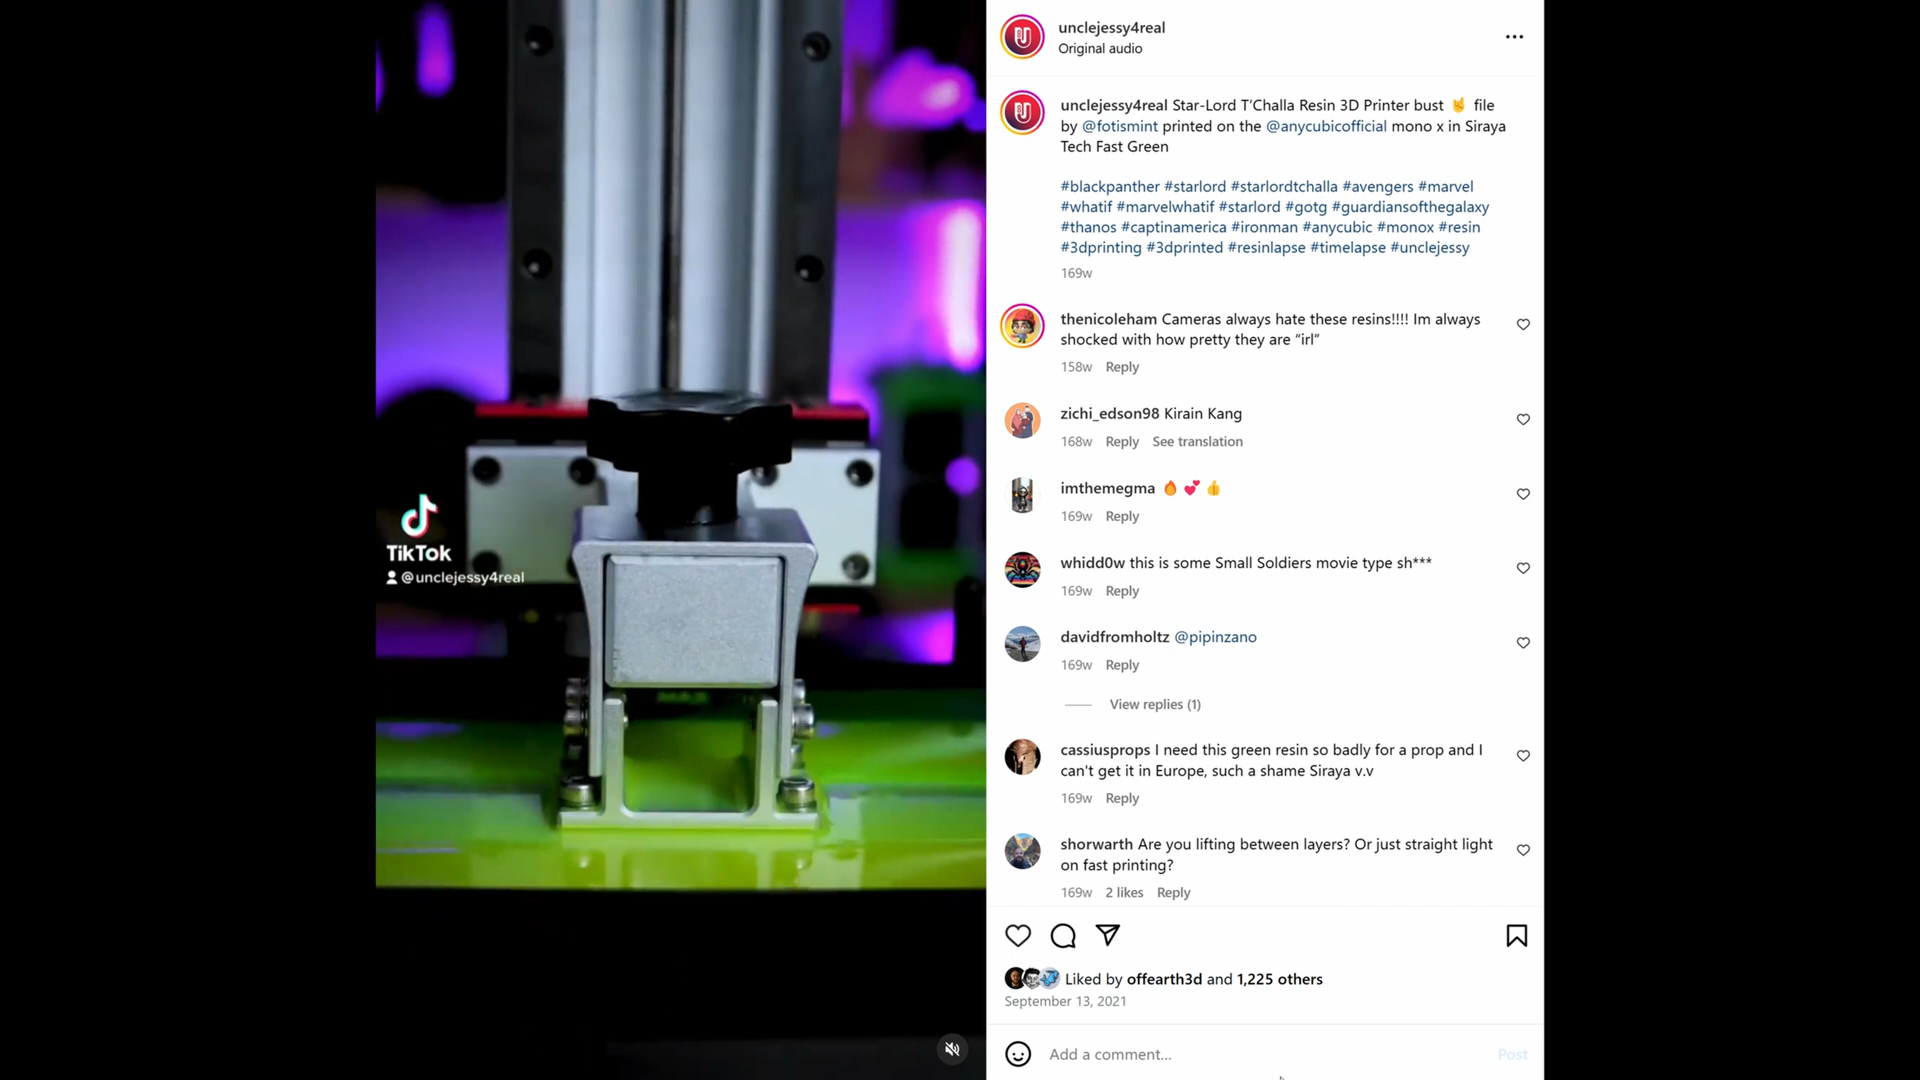 TikTok
@unclejessy4real
unclejessy4real
Original audio
unclejessy4real Star-Lord T'Challa Resin 3D Printer bust 🤘 file
by @fotismint printed on the @anycubicofficial mono x in Siraya
Tech Fast Green
#blackpanther #starlord #starlordtchalla #avengers #marvel
#whatif #marvelwhatif #starlord #gotg #guardiansofthegalaxy
#thanos #captinamerica #ironman #anycubic #monox #resin
#3dprinting #3dprinted #resinlapse #timelapse #unclejessy
169w
thenicoleham Cameras always hate these resins!!!! Im always
shocked with how pretty they are “irl”
158w Reply
zichi_edson98 Kirain Kang
168w Reply See translation
imthemegma 🔥 💕 👍
169w Reply
whidd0w this is some Small Soldiers movie type sh***
169w Reply
davidfromholtz @pipinzano
169w Reply
View replies (1)
cassiusprops I need this green resin so badly for a prop and I
can't get it in Europe, such a shame Siraya v.v
169w Reply
shorwarth Are you lifting between layers? Or just straight light
on fast printing?
169w 2 likes Reply
Liked by offearth3d and 1,225 others
September 13, 2021
Add a comment...
Post